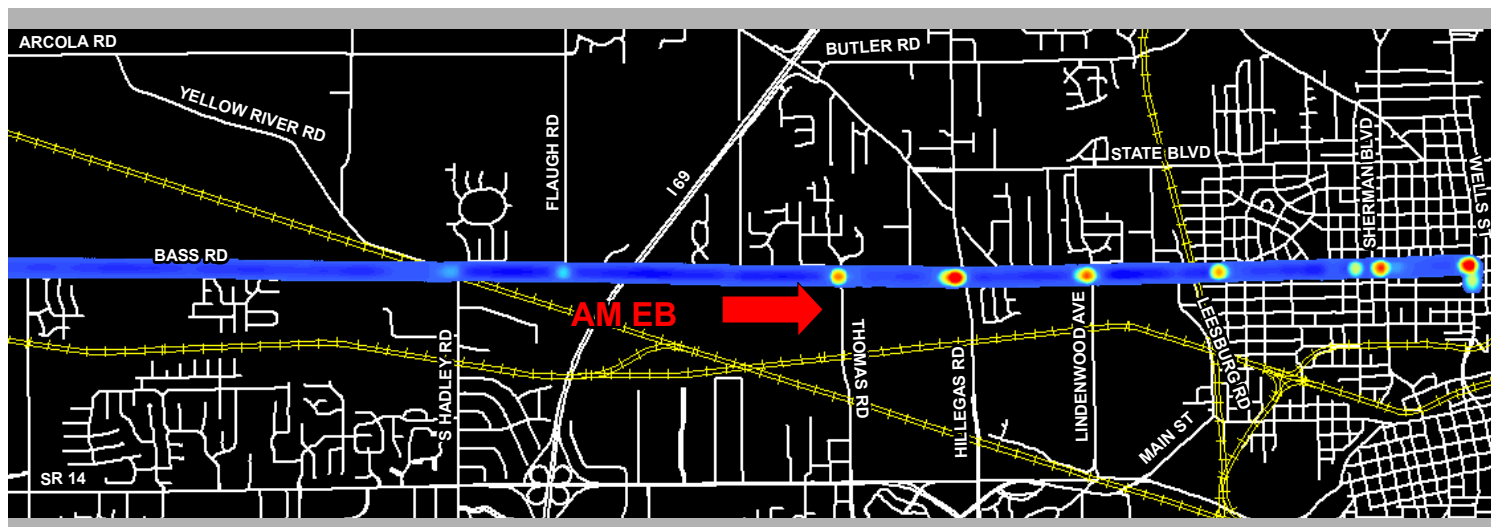 ARCOLA RD
BUTLER RD
YELLOW RIVER RD
FLAUGH RD
I 69
STATE BLVD
SHERMAN BLVD
WELLS ST
BASS RD
AM EB
S HADLEY RD
THOMAS RD
HILLEGAS RD
LINDENWOOD AVE
LEESBURG RD
MAIN ST
SR 14